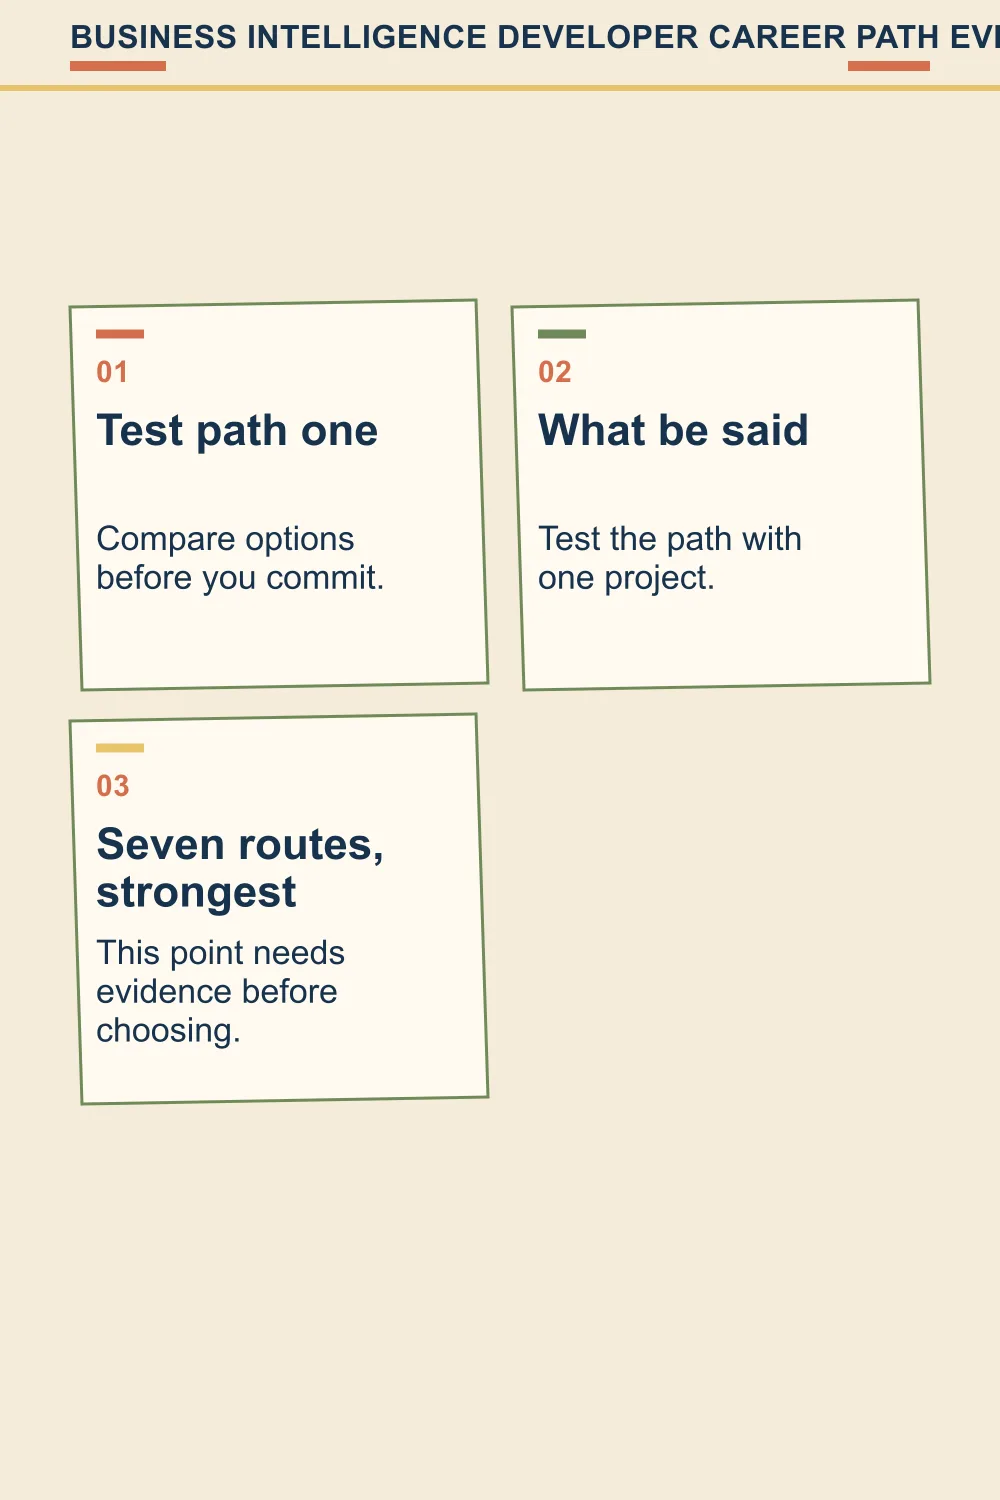 BUSINESS INTELLIGENCE DEVELOPER CAREER PATH
01
Test path one
Compare options
before you commit.
02
What be said
Test the path with
one project.
03
Seven routes,
strongest
This point needs
evidence before
choosing.